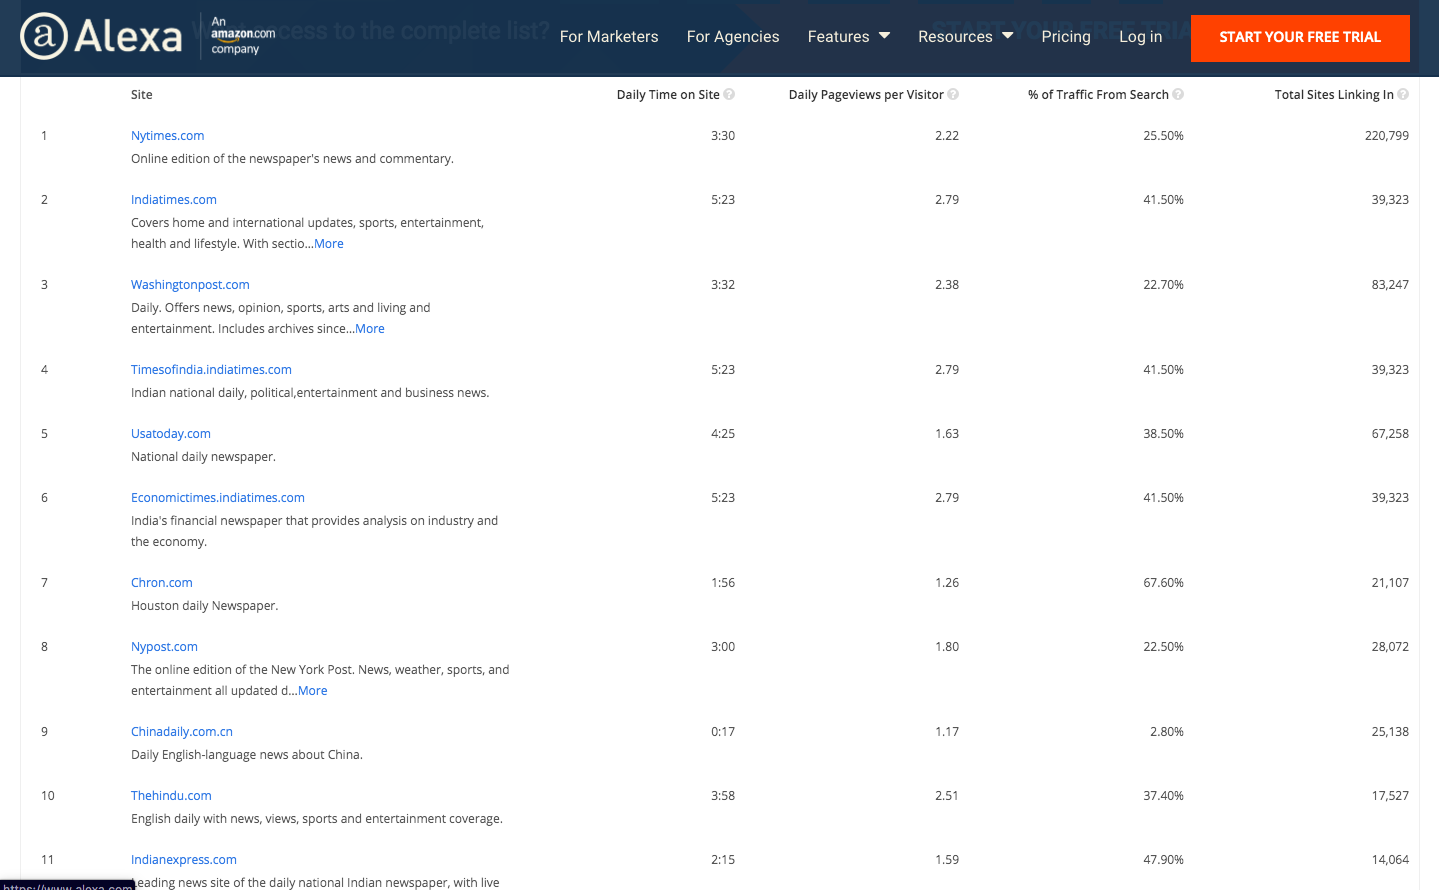 Want access to the complete list?
START YOUR FREE TRIAL
@ Alexa
An
amazon.com
company
For Marketers
For Agencies
Features
Resources
Pricing
Log in
START YOUR FREE TRIAL
Site
Daily Time on Site ?
Daily Pageviews per Visitor ?
% of Traffic From Search ?
Total Sites Linking In ?
1 Nytimes.com 3:30 2.22 25.50% 220,799
Online edition of the newspaper's news and commentary.
2 Indiatimes.com 5:23 2.79 41.50% 39,323
Covers home and international updates, sports, entertainment,
health and lifestyle. With sectio...More
3 Washingtonpost.com 3:32 2.38 22.70% 83,247
Daily. Offers news, opinion, sports, arts and living and
entertainment. Includes archives since...More
4 Timesofindia.indiatimes.com 5:23 2.79 41.50% 39,323
Indian national daily, political,entertainment and business news.
5 Usatoday.com 4:25 1.63 38.50% 67,258
National daily newspaper.
6 Economictimes.indiatimes.com 5:23 2.79 41.50% 39,323
India's financial newspaper that provides analysis on industry and
the economy.
7 Chron.com 1:56 1.26 67.60% 21,107
Houston daily Newspaper.
8 Nypost.com 3:00 1.80 22.50% 28,072
The online edition of the New York Post. News, weather, sports, and
entertainment all updated d...More
9 Chinadaily.com.cn 0:17 1.17 2.80% 25,138
Daily English-language news about China.
10 Thehindu.com 3:58 2.51 37.40% 17,527
English daily with news, views, sports and entertainment coverage.
11 Indianexpress.com 2:15 1.59 47.90% 14,064
Leading news site of the daily national Indian newspaper, with live
https://www.alexa.com